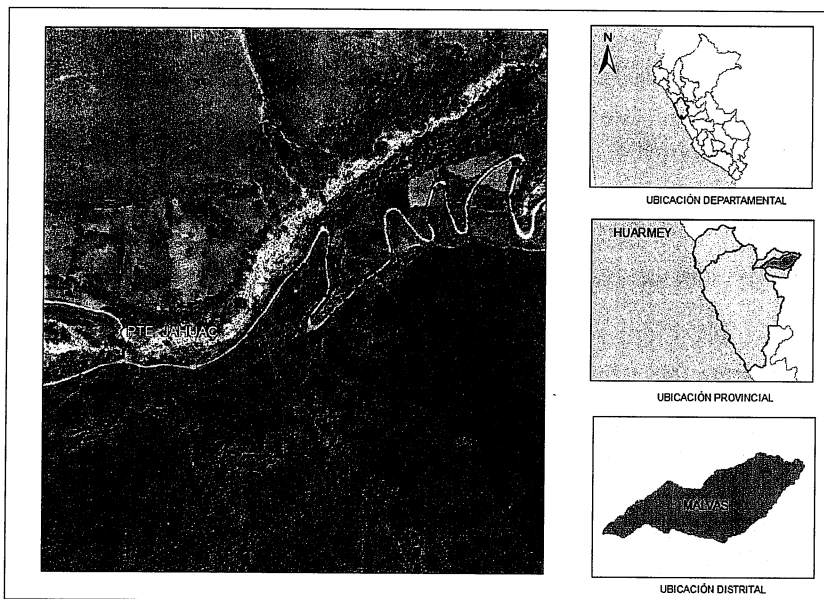 PTE. JAHUAC
N
UBICACIÓN DEPARTAMENTAL
HUARMEY
UBICACIÓN PROVINCIAL
MALVAS
UBICACIÓN DISTRITAL